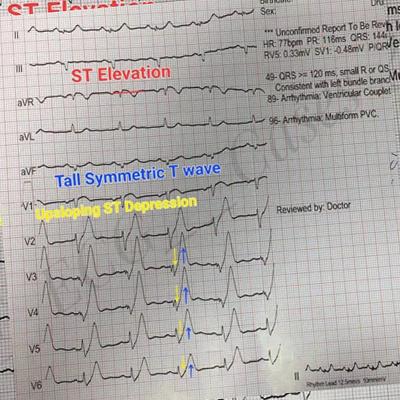 ST Elevation
Sex:
*** Unconfirmed Report To Be
HR: 77bpm PR: 116ms QRS: 144
RV5: 0.33mV SV1: -0.48mV P/QR
49- QRS >= 120 ms, small R or QS
Consistent with left bundle branc
89- Arrhythmia: Ventricular Couplet
96- Arrhythmia: Multiform PVC.
II
III
ST Elevation
aVR
aVL
aVF
Tall Symmetric T wave
V1
Upsloping ST Depression
V2
Reviewed by: Doctor
V3
V4
V5
V6
II
Rhythm Lead 12.5mm/s 10mm/mV